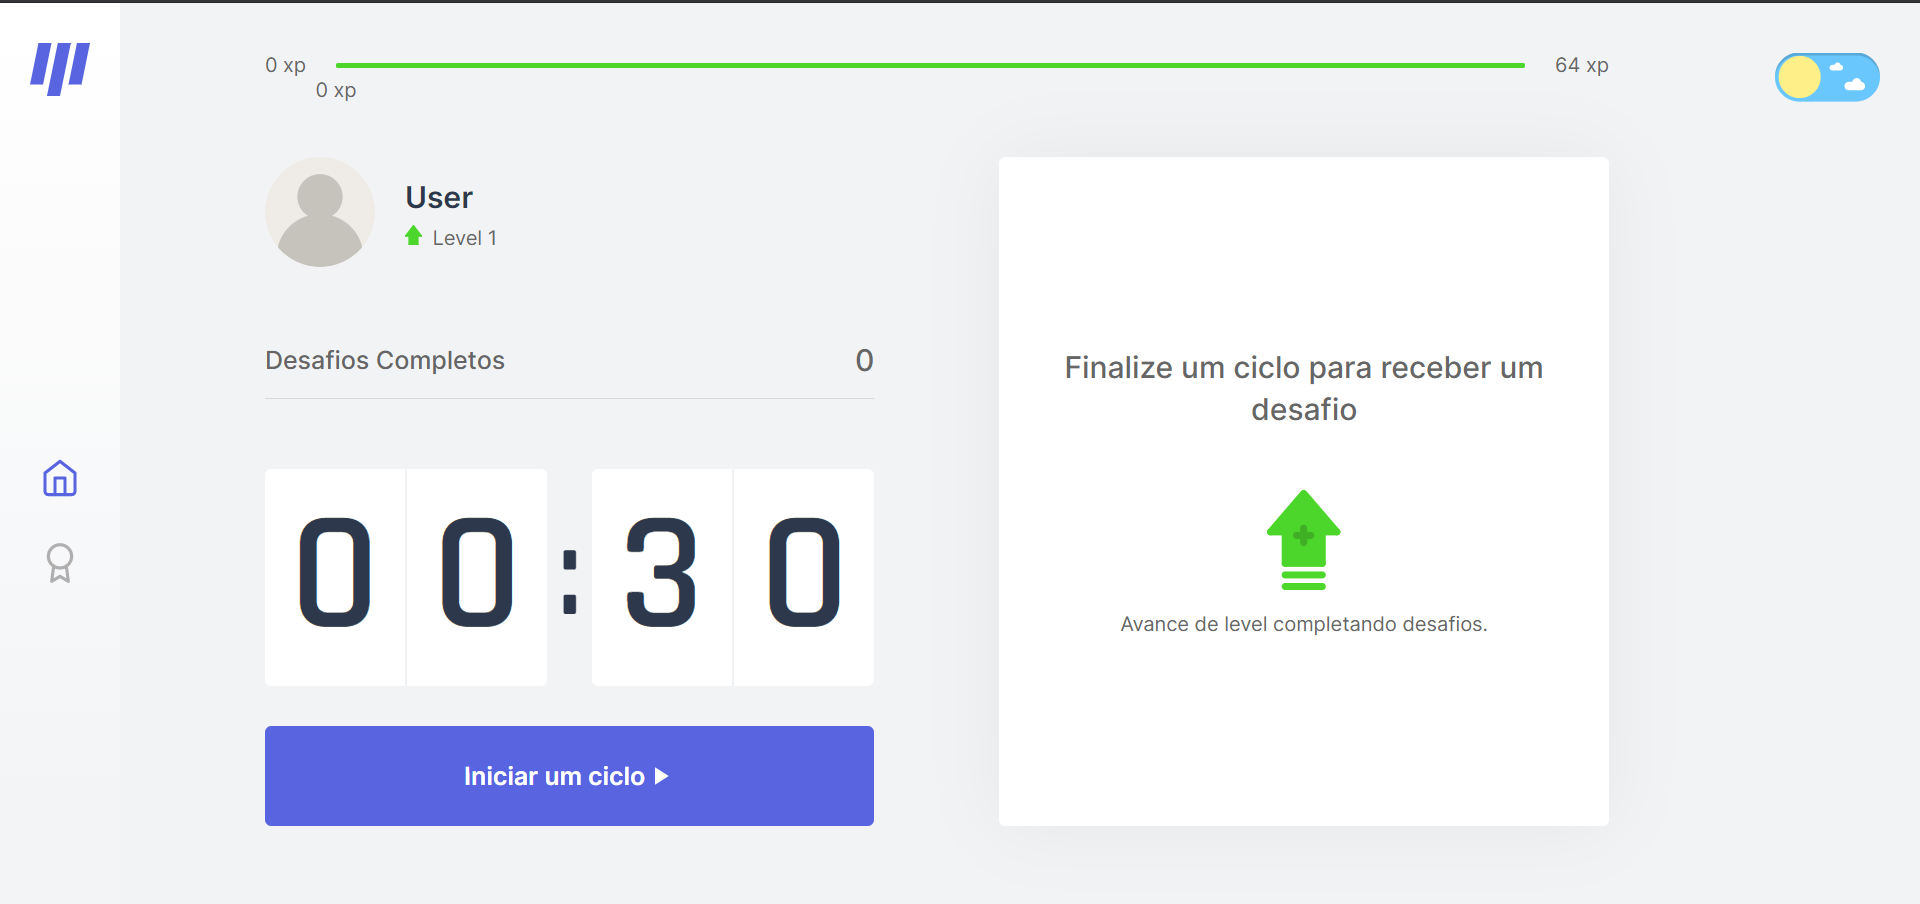 0 xp
64 xp
0 xp
User
Level 1
Desafios Completos
0
00:30
Iniciar um ciclo
Finalize um ciclo para receber um
desafio
Avance de level completando desafios.